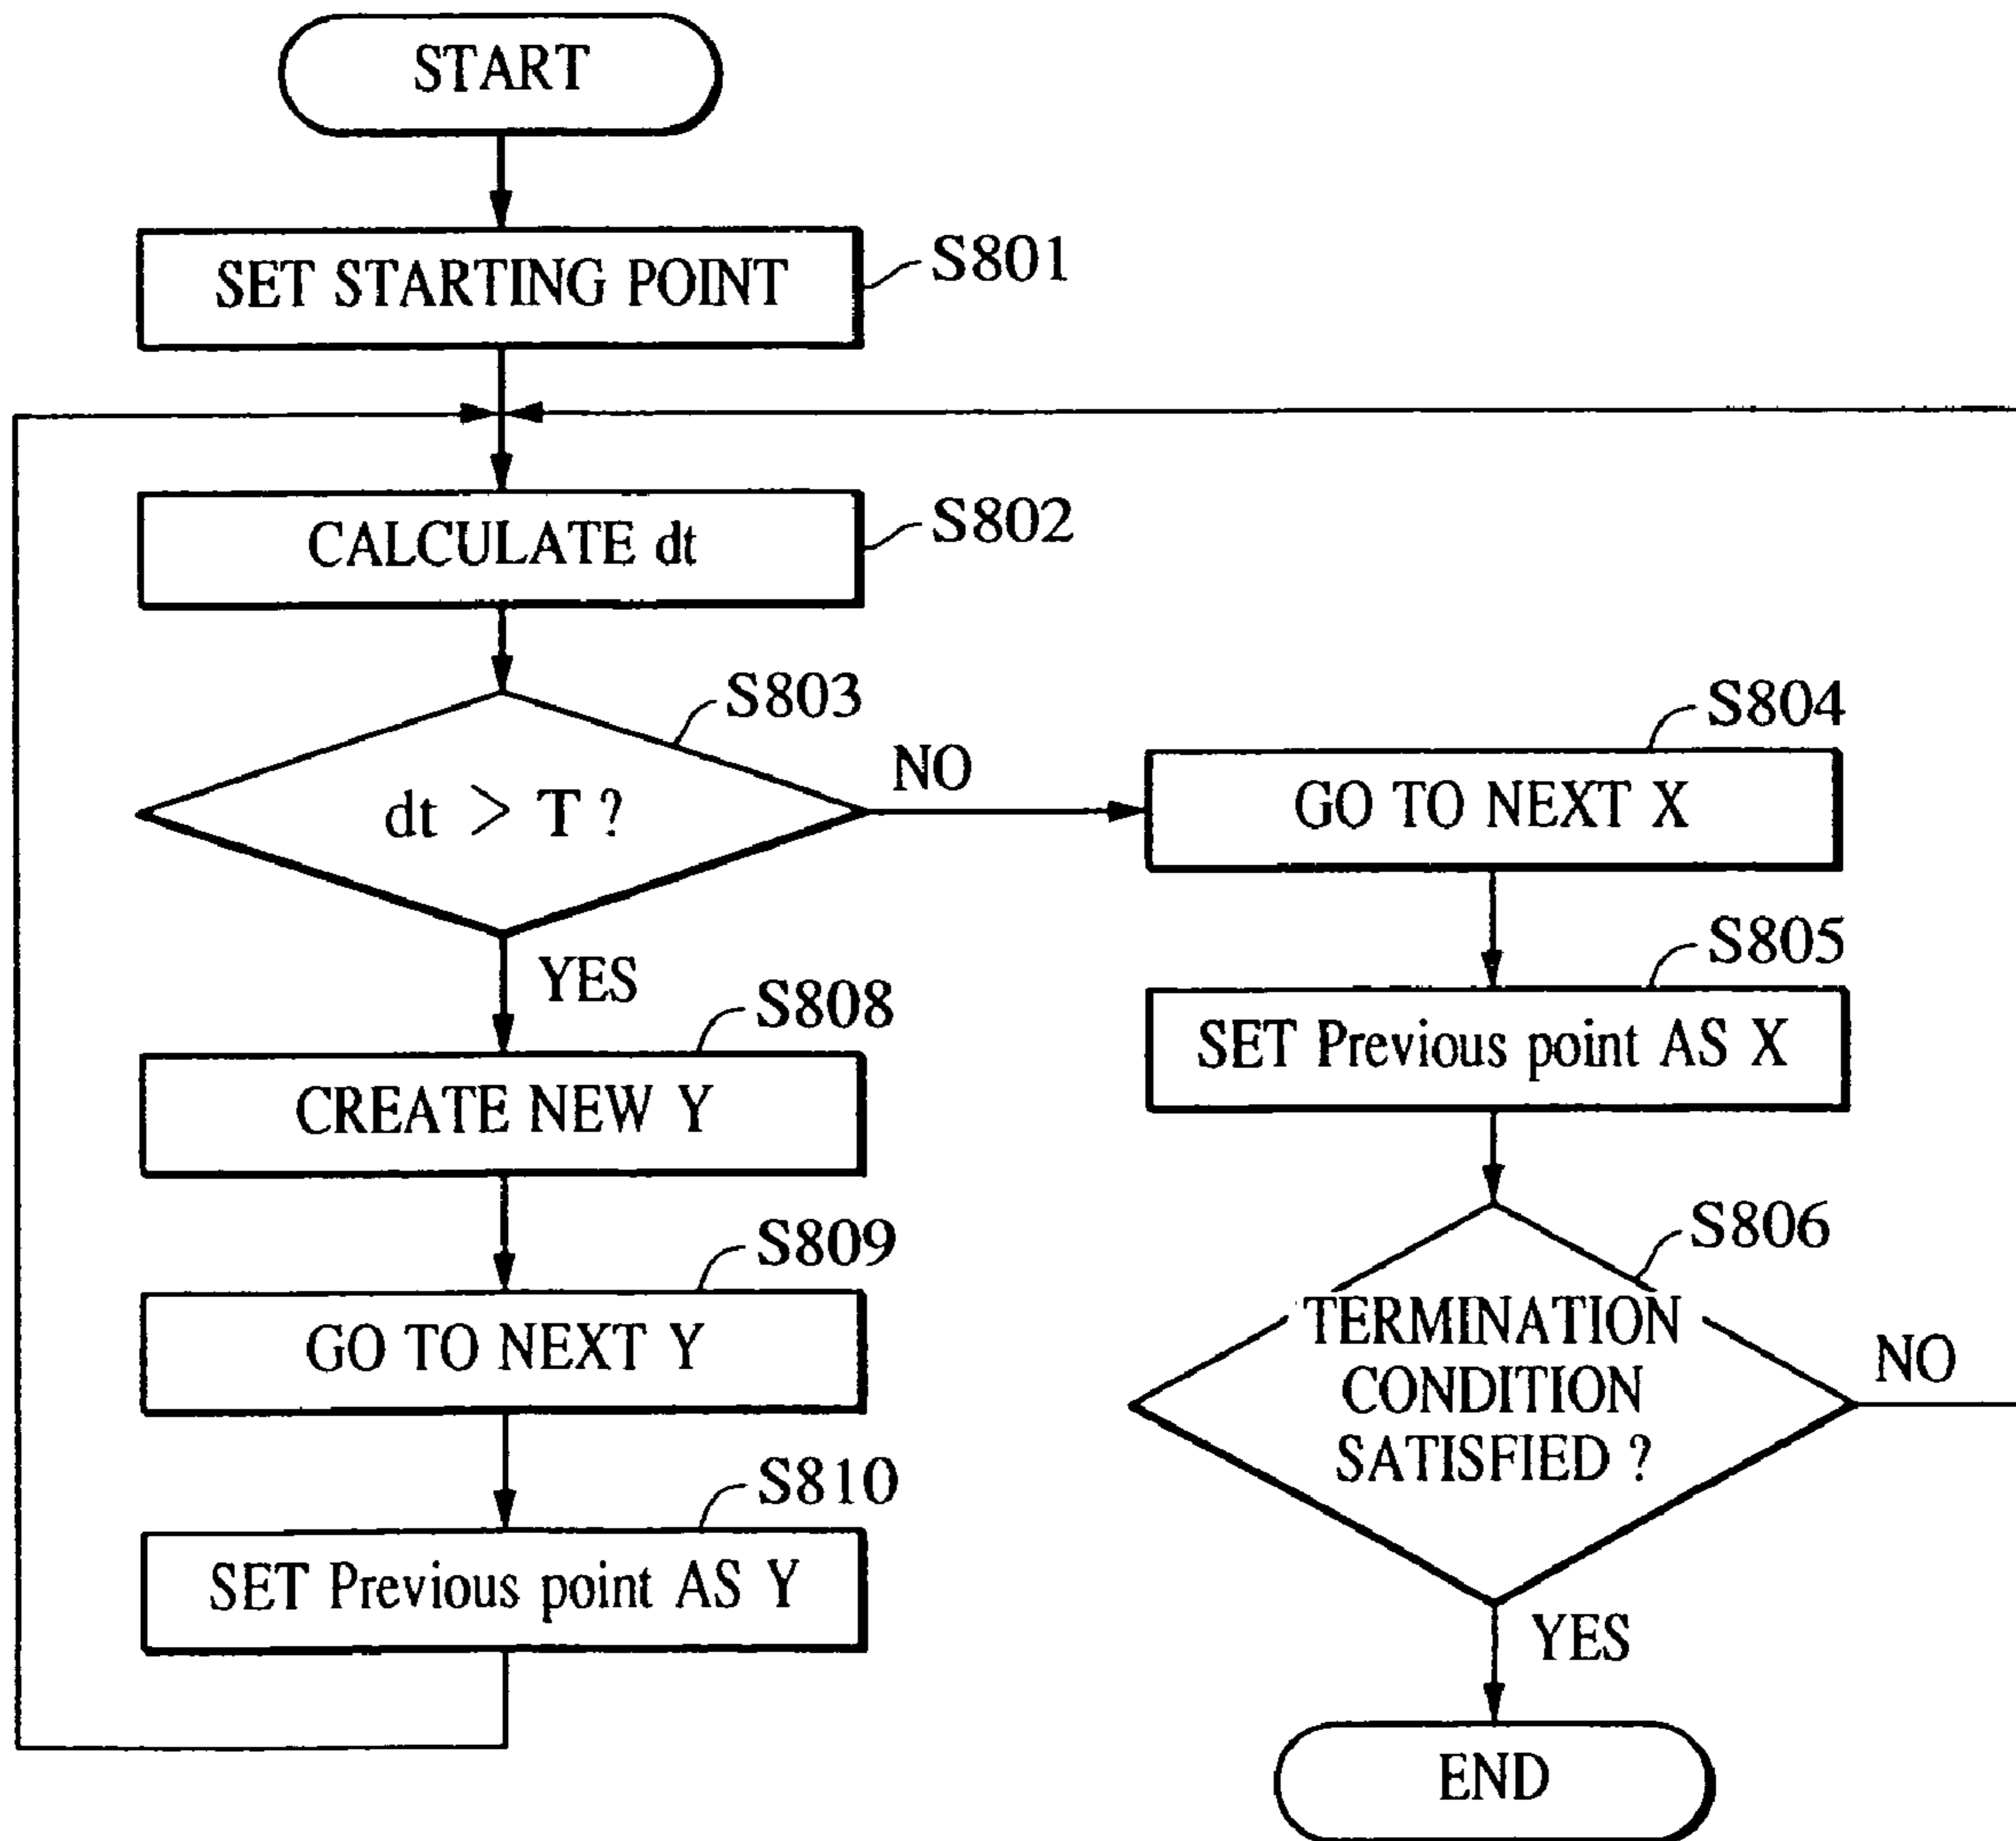 START
SET STARTING POINT
S801
CALCULATE dt
S802
S803
dt > T ?
NO
YES
S804
GO TO NEXT X
S805
SET Previous point AS X
S806
TERMINATION
CONDITION
SATISFIED ?
NO
YES
END
S808
CREATE NEW Y
S809
GO TO NEXT Y
S810
SET Previous point AS Y